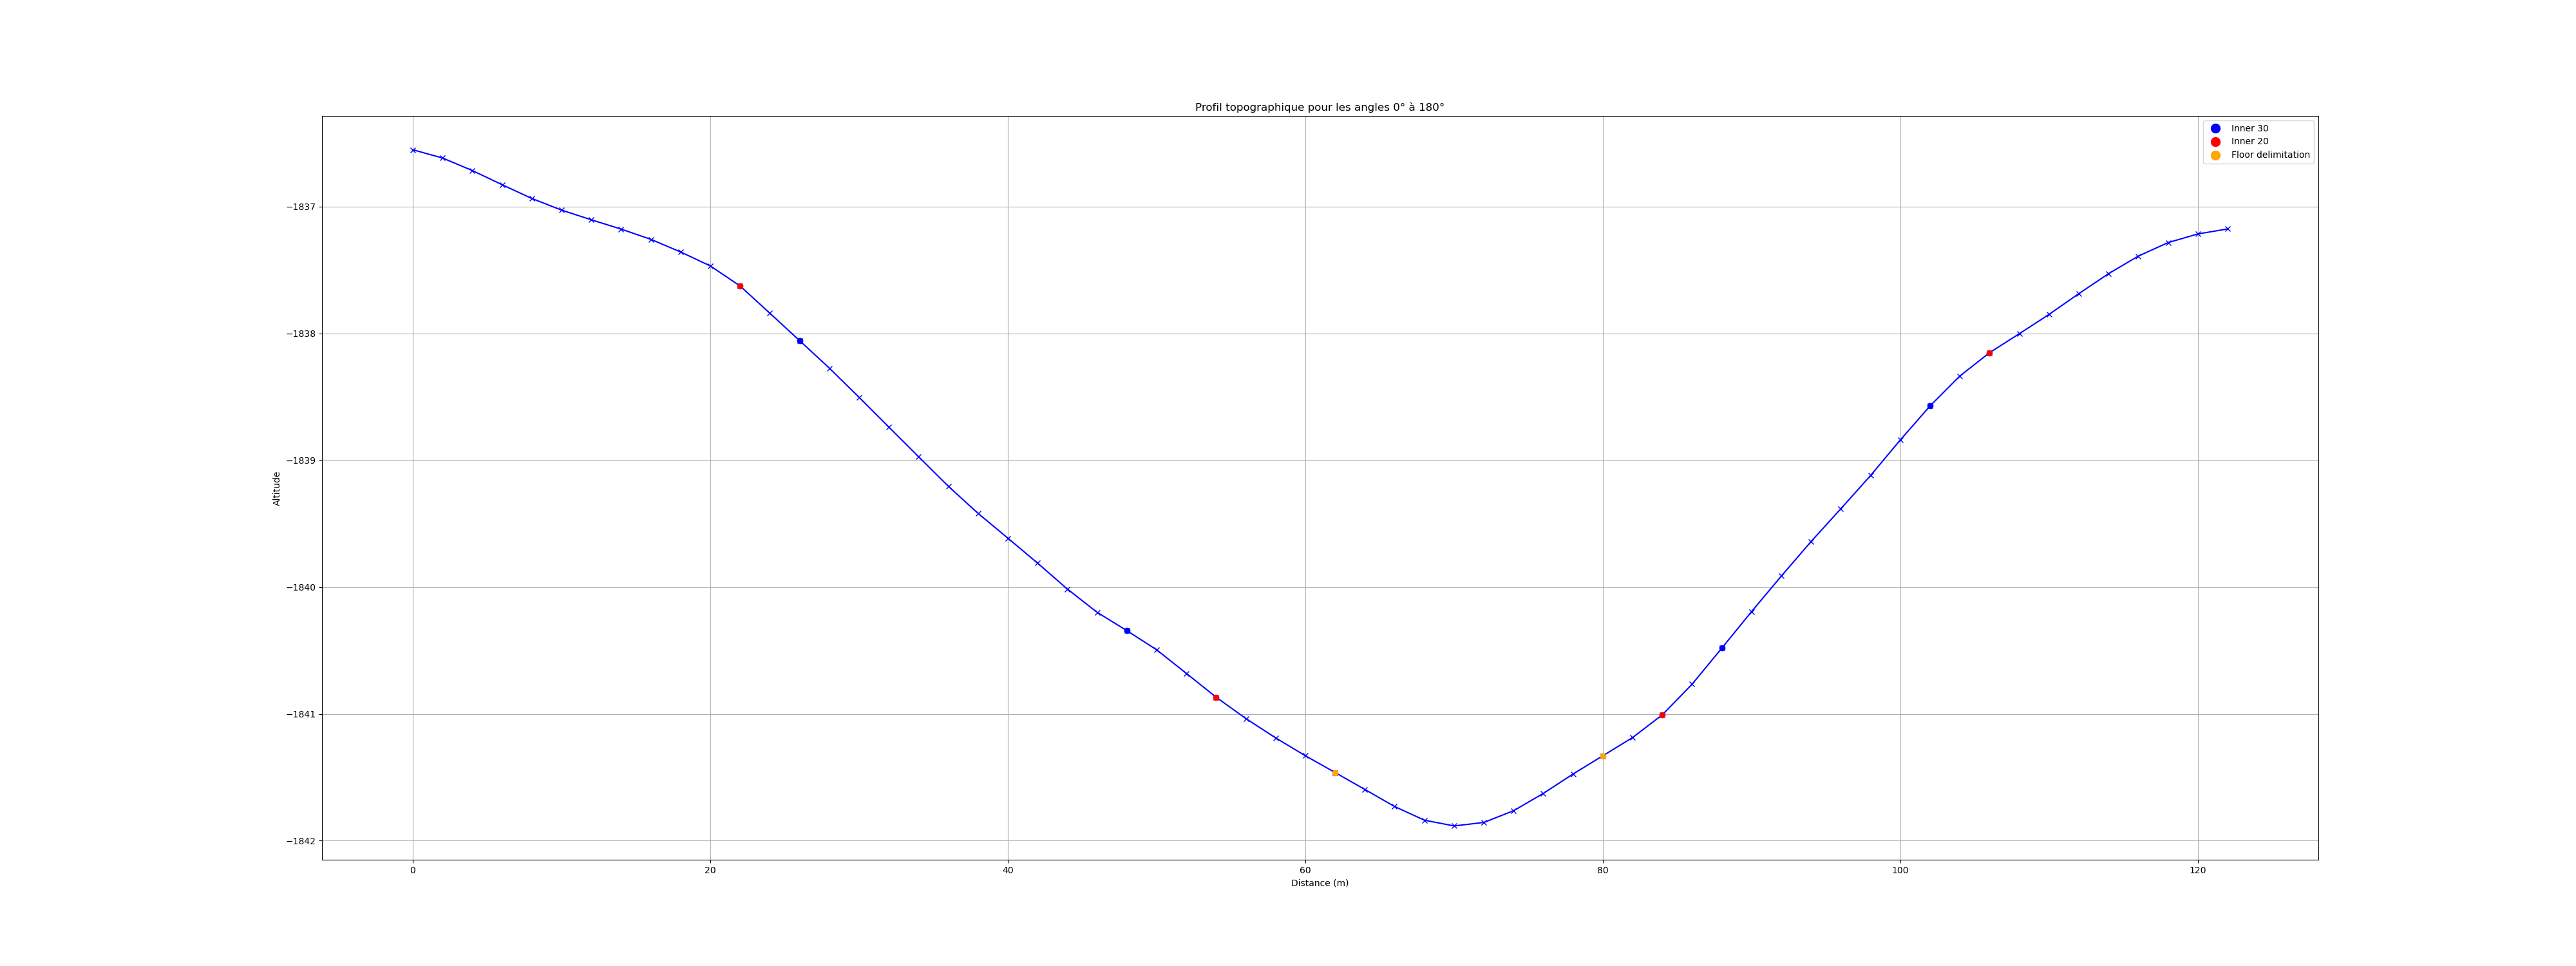 Profil topographique pour les angles 0° à 180°
Inner 30
Inner 20
Floor delimitation
−1837
−1838
−1839
−1840
−1841
−1842
Altitude
0 20 40 60 80 100 120
Distance (m)